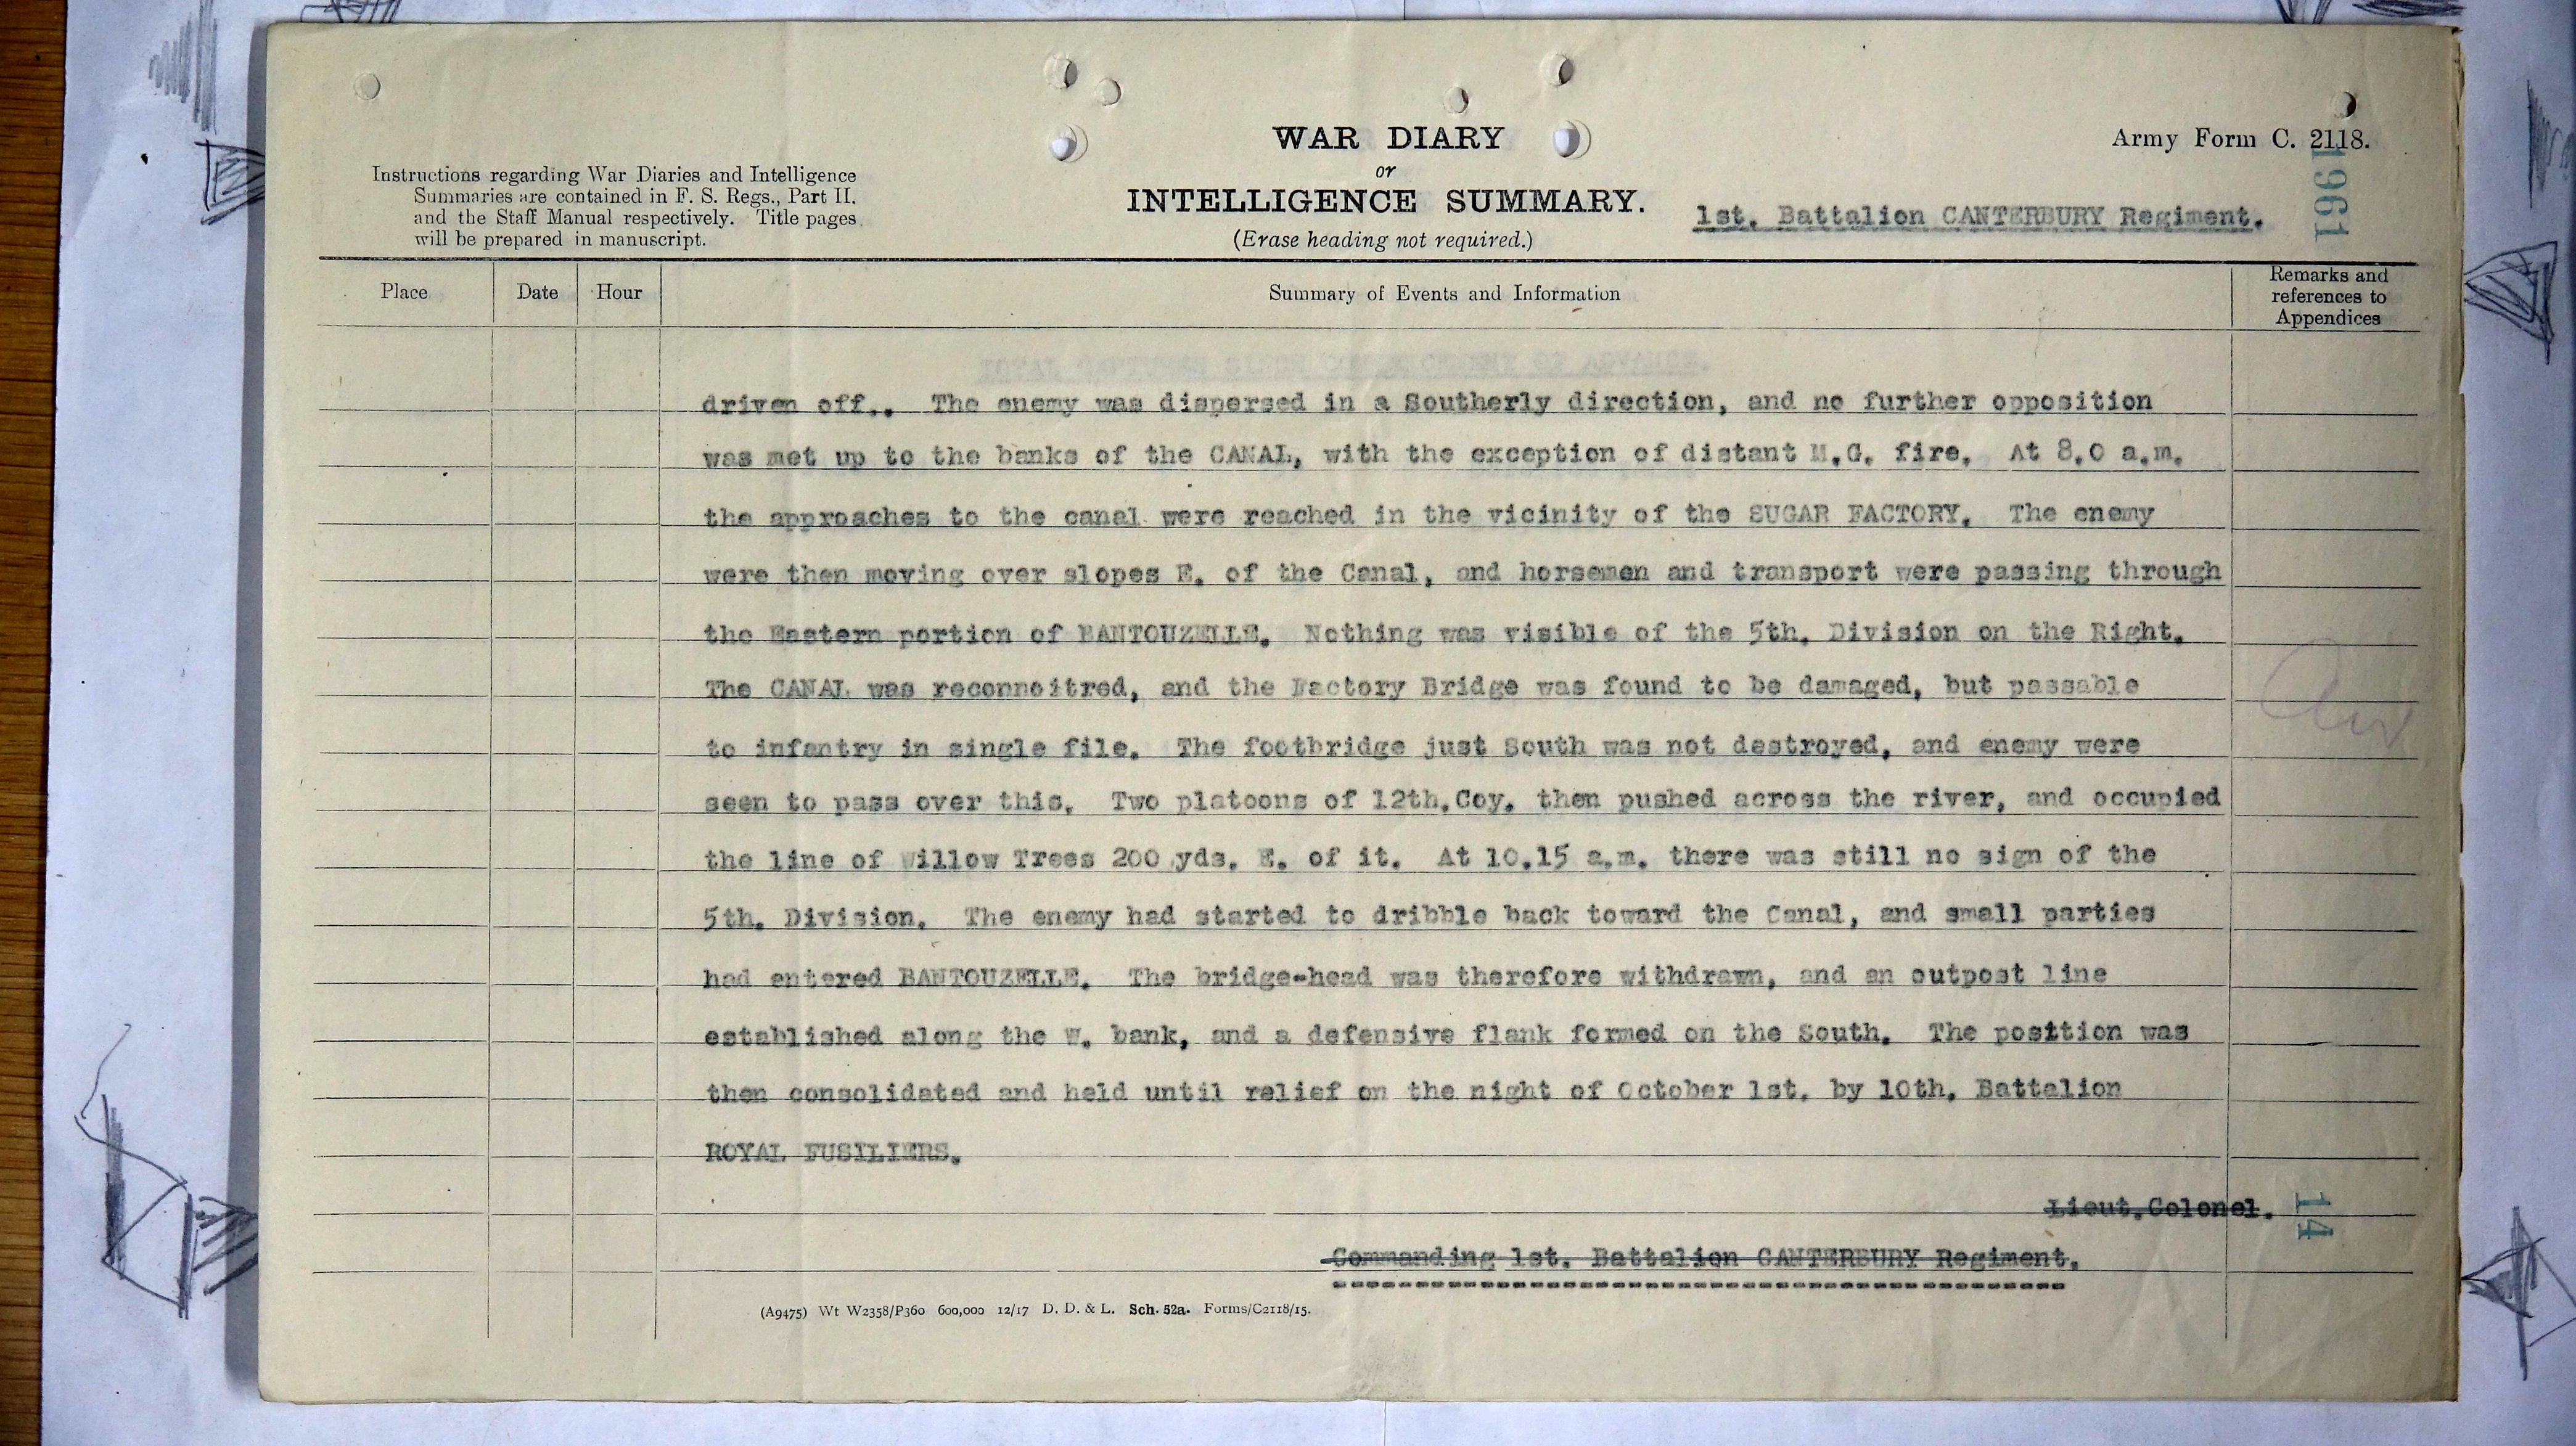 WAR DIARY
or
INTELLIGENCE SUMMARY.
(Erase heading not required.)
Army Form C. 2118.
Instructions regarding War Diaries and Intelligence
Summaries are contained in F. S. Regs., Part II.
and the Staff Manual respectively. Title pages
will be prepared in manuscript.
1st. Battalion CANTERBURY Regiment.
1961
Place
Date
Hour
Summary of Events and Information
Remarks and
references to
Appendices
driven off.. The enemy was dispersed in a Southerly direction, and no further opposition
was met up to the banks of the CANAL, with the exception of distant M.G. fire. At 8.0 a.m.
the approaches to the canal were reached in the vicinity of the SUGAR FACTORY. The enemy
were then moving over slopes E. of the Canal, and horsemen and transport were passing through
the Eastern portion of BANTOUZELLE. Nothing was visible of the 5th. Division on the Right.
The CANAL was reconnoitred, and the Factory Bridge was found to be damaged, but passable
to infantry in single file. The footbridge just South was not destroyed, and enemy were
seen to pass over this. Two platoons of 12th.Coy. then pushed across the river, and occupied
the line of Willow Trees 200 yds. E. of it. At 10.15 a.m. there was still no sign of the
5th. Division. The enemy had started to dribble back toward the Canal, and small parties
had entered BANTOUZELLE. The bridge-head was therefore withdrawn, and an outpost line
established along the W. bank, and a defensive flank formed on the South. The position was
then consolidated and held until relief on the night of October 1st. by 10th. Battalion
ROYAL FUSILIERS.
Lieut.Colonel.
Commanding 1st. Battalion CANTERBURY Regiment.
14
(A9475) Wt W2358/P360 600,000 12/17 D. D. & L. Sch. 52a. Forms/C2118/15.